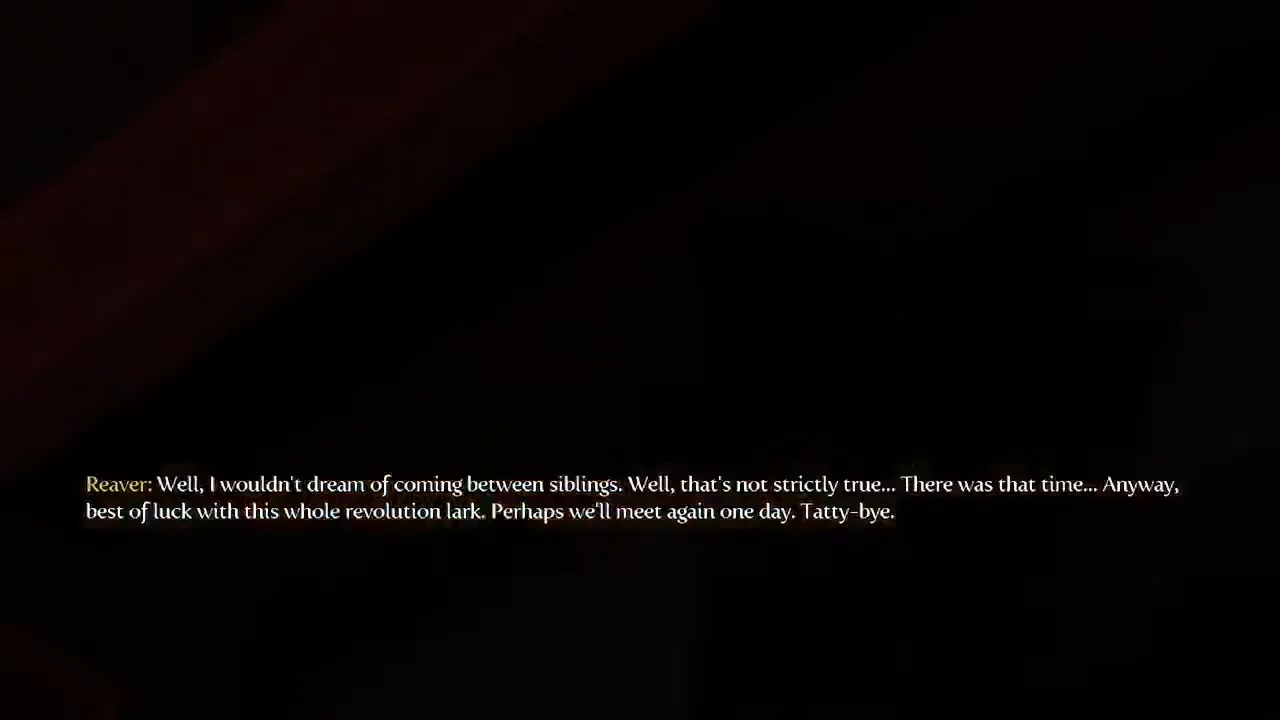 Reaver: Well, I wouldn't dream of coming between siblings. Well, that's not strictly true... There was that time... Anyway,
best of luck with this whole revolution lark. Perhaps we'll meet again one day. Tatty-bye.